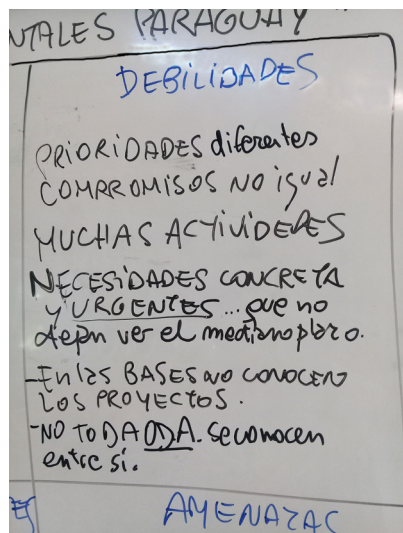 NTALES PARAGUAY
DEBILIDADES
PRIORIDADES diferentes
COMPROMISOS NO igual
MUCHAS ACTIVIDADES
NECESIDADES CONCRETA
y URGENTES... que no
dejan ver el mediano plazo.
-En las BASES NO CONOCEN
LOS PROYECTOS.
-NO TODA ODA. se conocen
entre sí.
AMENAZAS